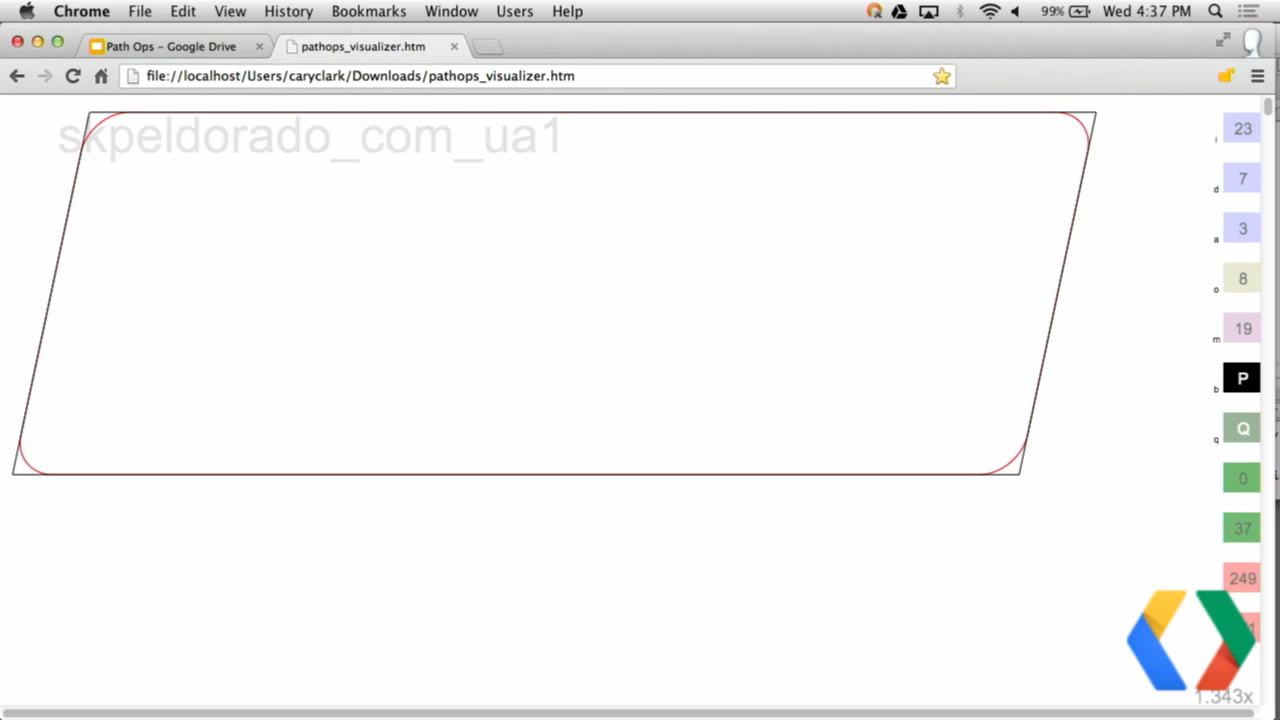 Chrome File Edit View History Bookmarks Window Users Help 99% Wed 4:37 PM
Path Ops – Google Drive pathops_visualizer.htm
file://localhost/Users/caryclark/Downloads/pathops_visualizer.htm
skpeldorado_com_ua1
i 23
d 7
a 3
o 8
m 19
b P
q Q
0
37
249
1
1.343x